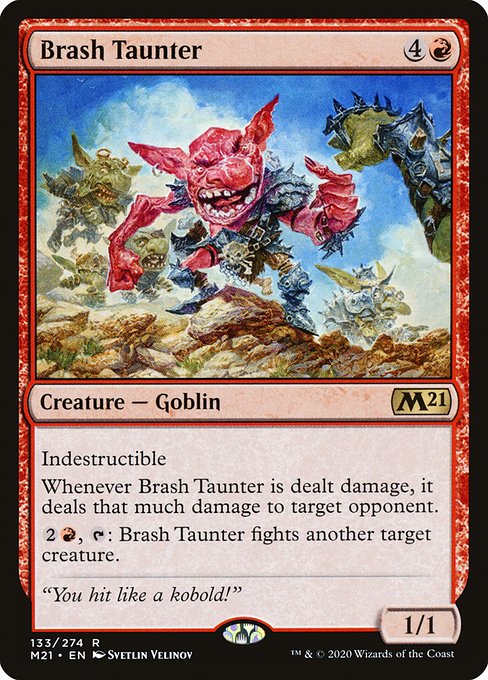 Brash Taunter 4
Creature — Goblin M21
Indestructible
Whenever Brash Taunter is dealt damage, it
deals that much damage to target opponent.
2 , : Brash Taunter fights another target
creature.
“You hit like a kobold!”
1/1
133/274 R
M21 • EN Svetlin Velinov ™ & © 2020 Wizards of the Coast